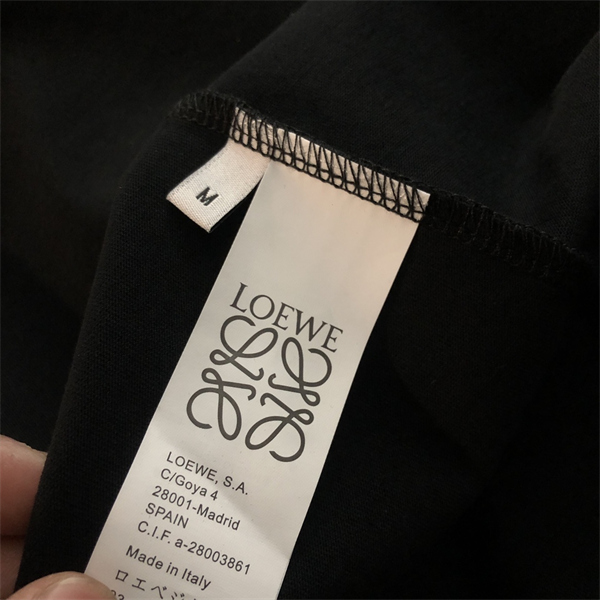 M
LOEWE
LOEWE, S.A.
C/Goya 4
28001-Madrid
SPAIN
C.I.F. a-28003861
Made in Italy
ロエベジ